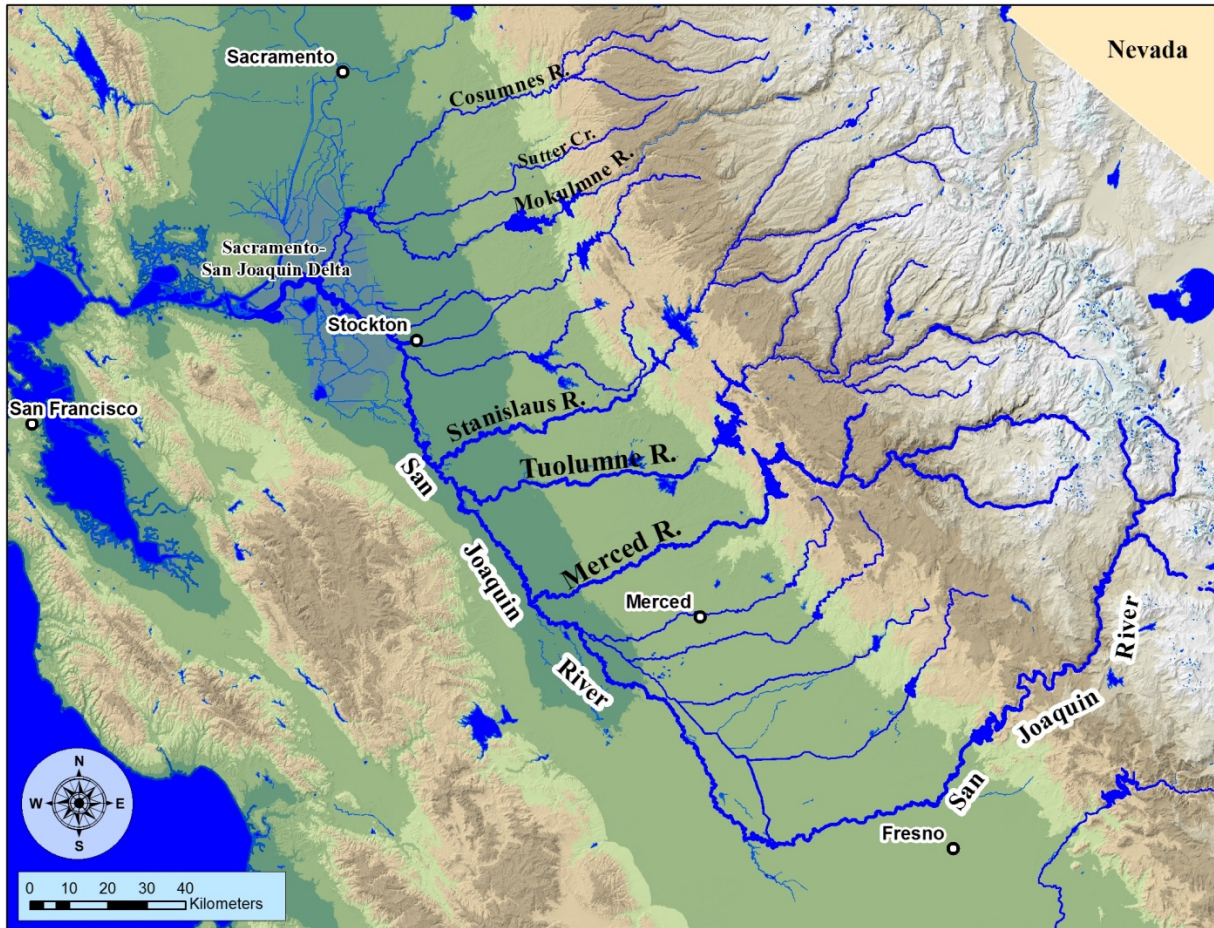 Nevada
Sacramento
Cosumnes R.
Sutter Cr.
Mokulmne R.
Sacramento-
San Joaquin Delta
Stockton
San Francisco
Stanislaus R.
San
Tuolumne R.
Joaquin
Merced R.
Merced
River
River
Joaquin
San
Fresno
N
W E
S
0 10 20 30 40
Kilometers